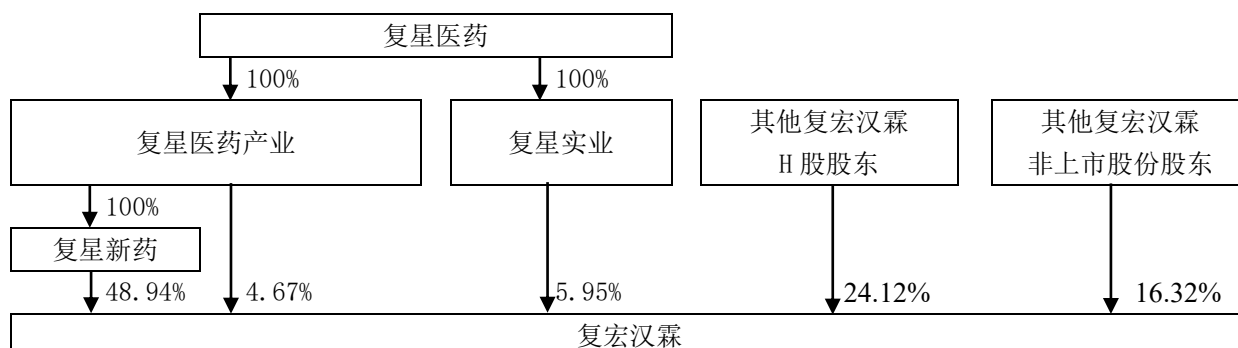 复星医药
100%
100%
复星医药产业
复星实业
其他复宏汉霖
H 股股东
其他复宏汉霖
非上市股份股东
100%
复星新药
48.94%
4.67%
5.95%
24.12%
16.32%
复宏汉霖